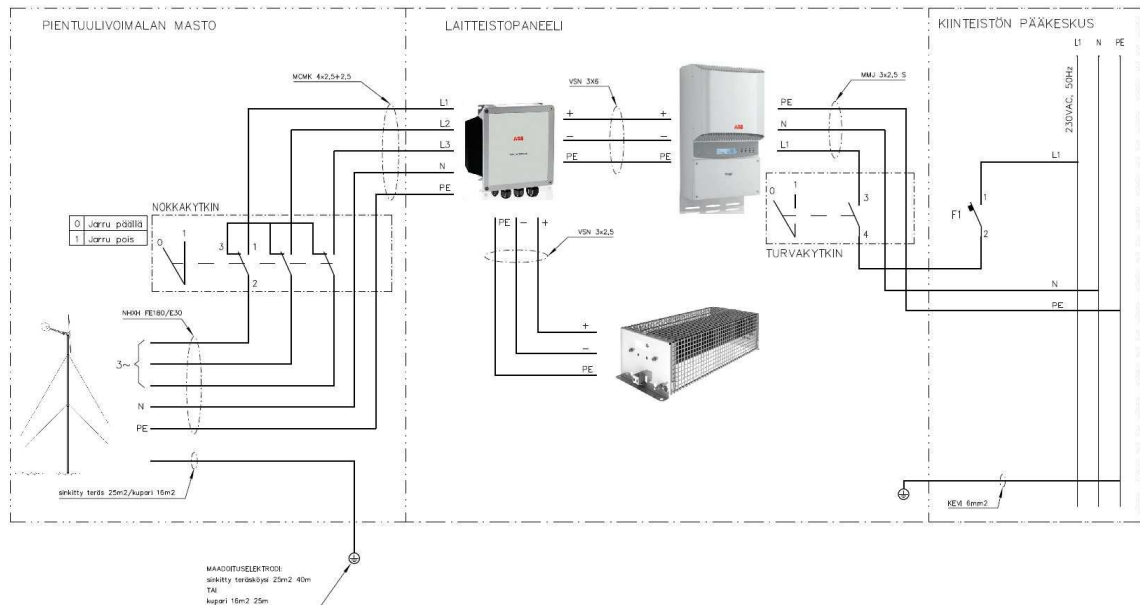 PIENTUULIVOIMALAN MASTO
MCMK 4x2,5+2,5
L1
L2
L3
N
PE
NOKKAKYTKIN
0 Jarru päällä
1 Jarru pois
0
1
3
1
2
NHXH FE180/E30
3~
N
PE
sinkitty teräs 25m2/kupari 16m2
MAADOITUSELEKTRODI:
sinkitty teräsköysi 25m2 40m
TAI
kupari 16m2 25m
LAITTEISTOPANEELI
ABB
+
−
PE
VSN 3X6
+
−
PE
ABB
PE
N
L1
MMJ 3x2,5 S
0
1
3
4
TURVAKYTKIN
PE
−
+
VSN 3x2,5
+
−
PE
KIINTEISTÖN PÄÄKESKUS
L1 N PE
230VAC, 50Hz
L1
F1
1
2
N
PE
KEVI 6mm2